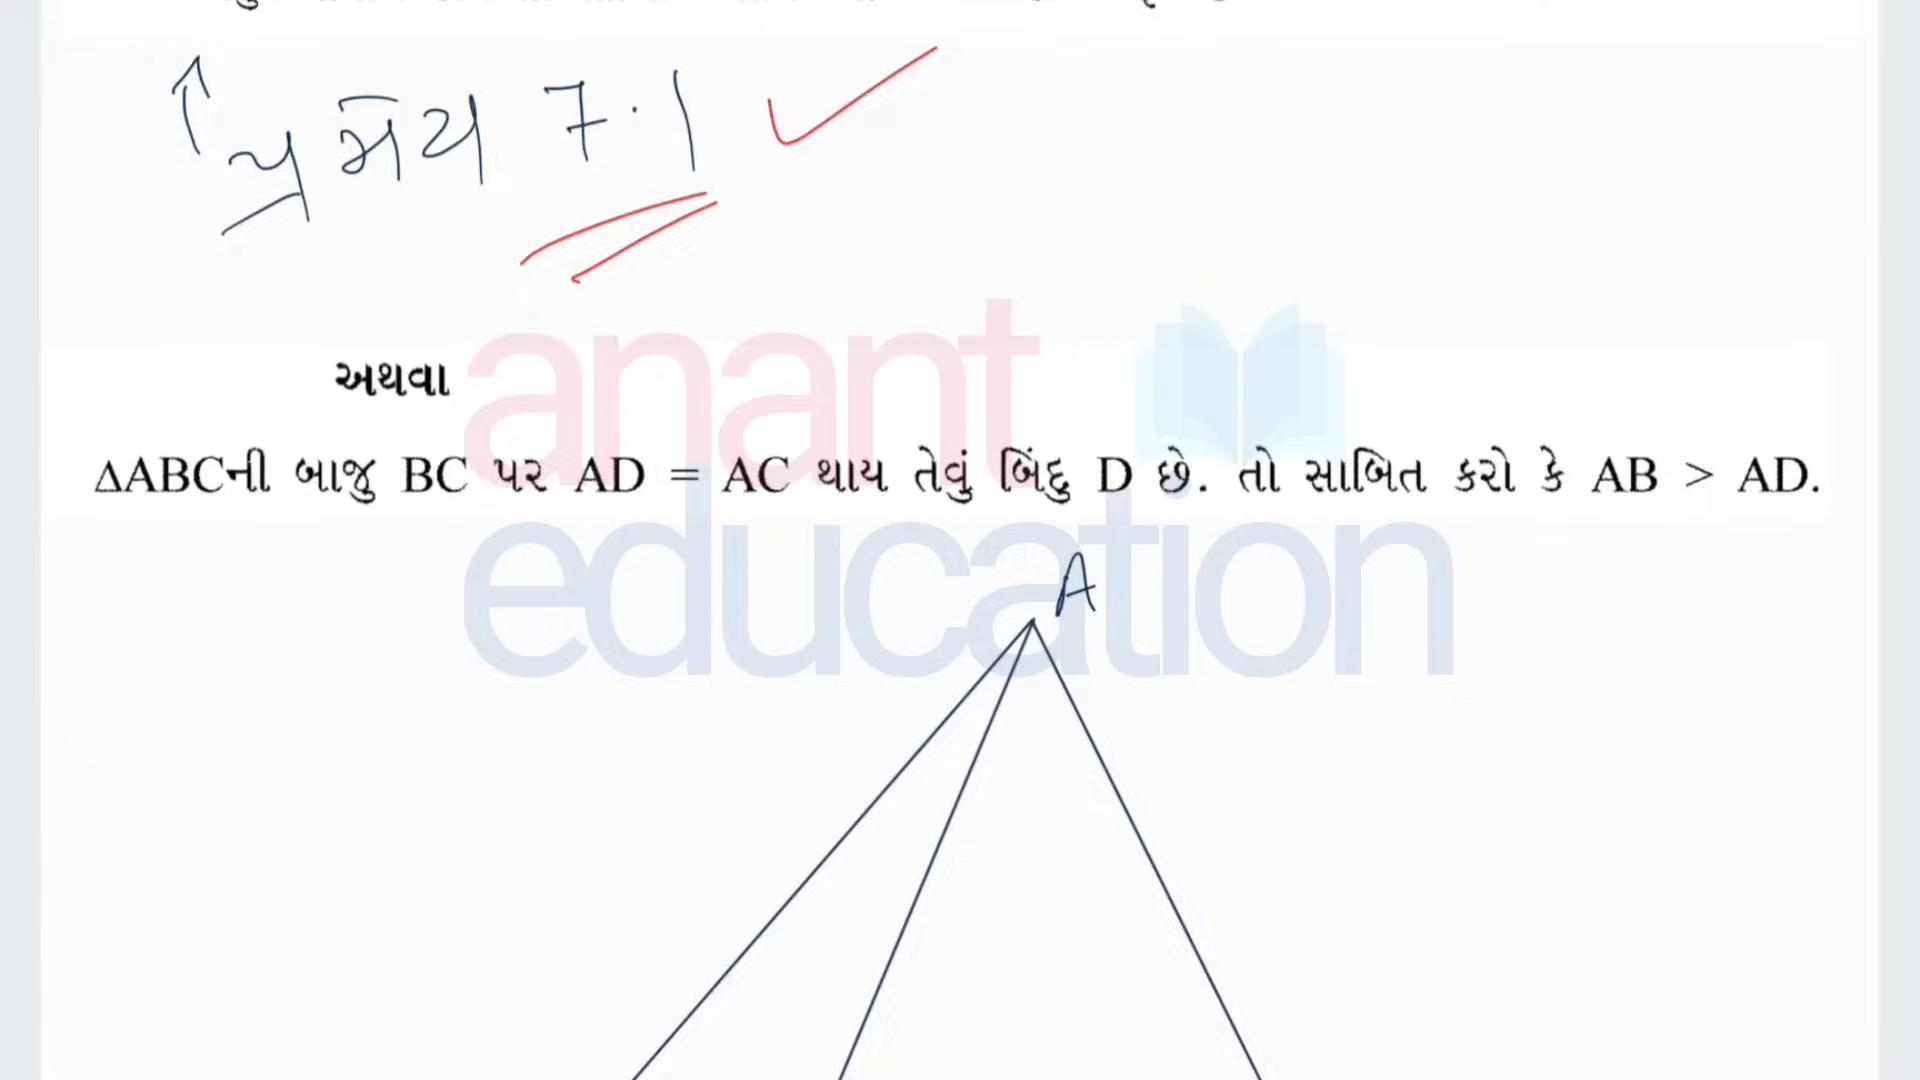 પ્રમેય 7.1
અથવા
anant
ΔABCની બાજુ BC પર AD = AC થાય તેવું બિંદુ D છે. તો સાબિત કરો કે AB > AD.
education
A